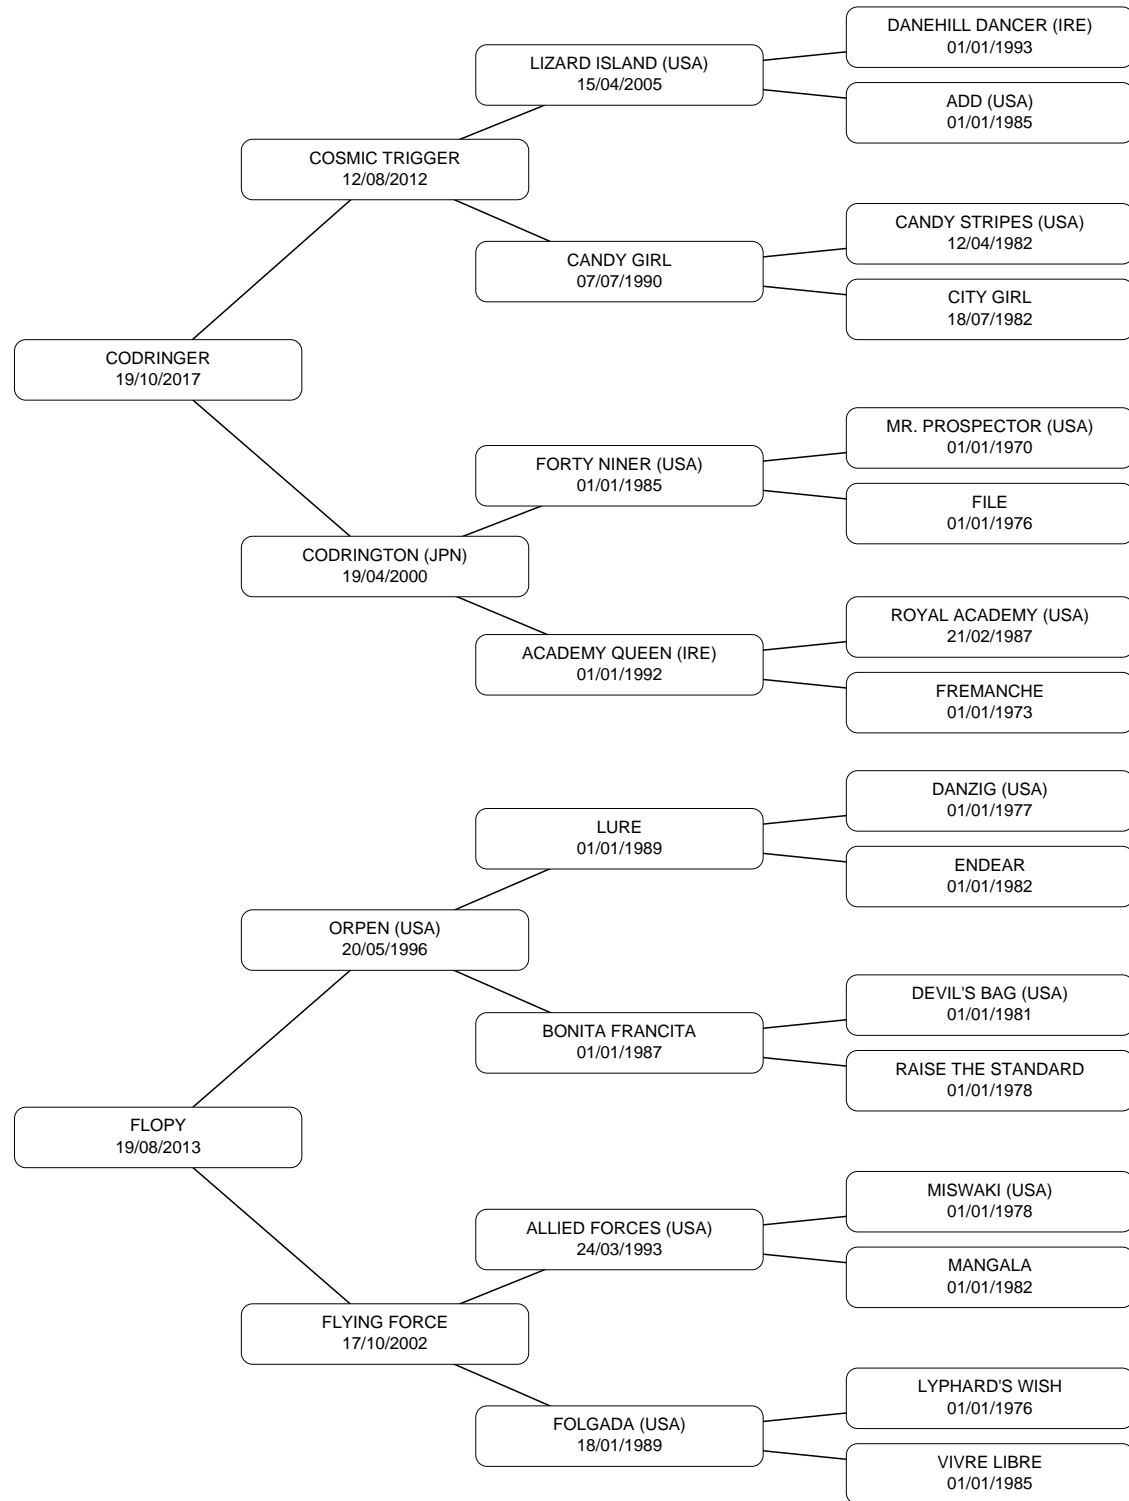 DANEHILL DANCER (IRE)
01/01/1993
LIZARD ISLAND (USA)
15/04/2005
ADD (USA)
01/01/1985
COSMIC TRIGGER
12/08/2012
CANDY STRIPES (USA)
12/04/1982
CANDY GIRL
07/07/1990
CITY GIRL
18/07/1982
CODRINGER
19/10/2017
MR. PROSPECTOR (USA)
01/01/1970
FORTY NINER (USA)
01/01/1985
FILE
01/01/1976
CODRINGTON (JPN)
19/04/2000
ROYAL ACADEMY (USA)
21/02/1987
ACADEMY QUEEN (IRE)
01/01/1992
FREMANCHE
01/01/1973
DANZIG (USA)
01/01/1977
LURE
01/01/1989
ENDEAR
01/01/1982
ORPEN (USA)
20/05/1996
DEVIL'S BAG (USA)
01/01/1981
BONITA FRANCITA
01/01/1987
RAISE THE STANDARD
01/01/1978
FLOPY
19/08/2013
MISWAKI (USA)
01/01/1978
ALLIED FORCES (USA)
24/03/1993
MANGALA
01/01/1982
FLYING FORCE
17/10/2002
LYPHARD'S WISH
01/01/1976
FOLGADA (USA)
18/01/1989
VIVRE LIBRE
01/01/1985